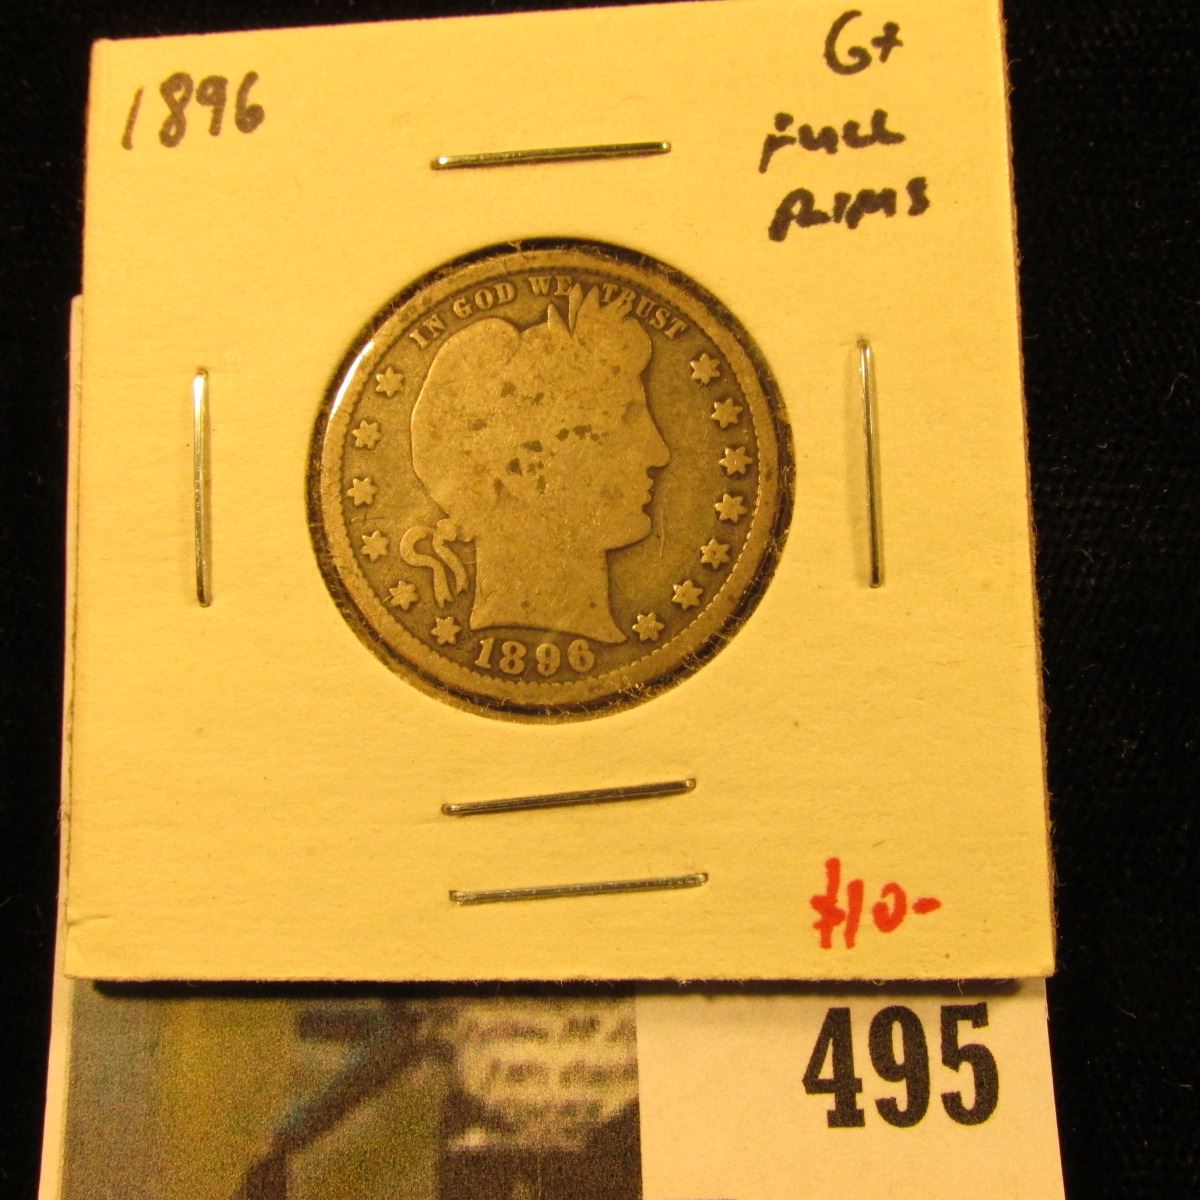 1896
G+
FULL
RIMS
IN GOD WE TRUST
1896
$10-
495